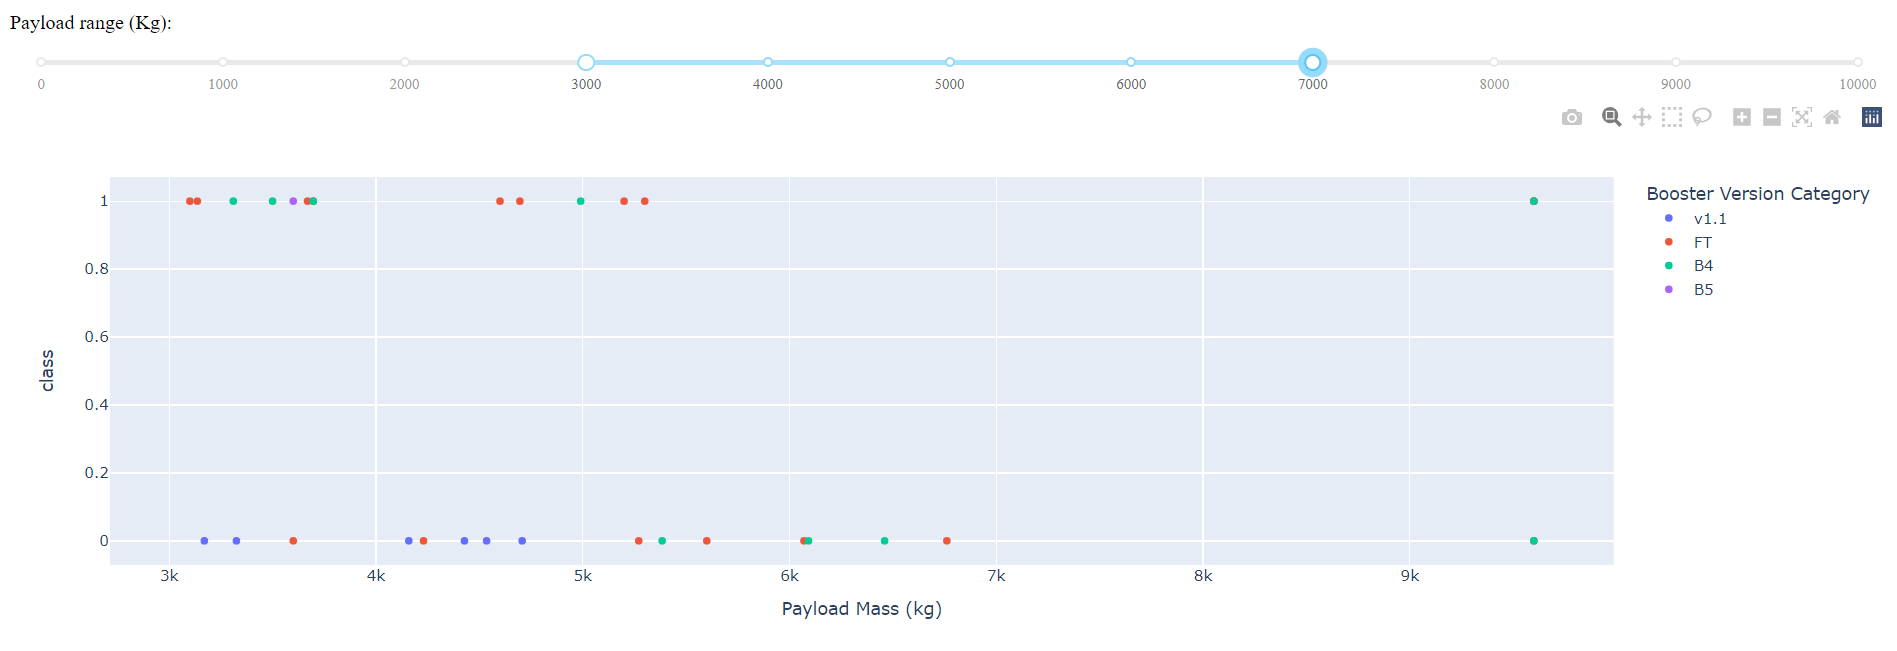 Payload range (Kg):
0 1000 2000 3000 4000 5000 6000 7000 8000 9000 10000
Booster Version Category
v1.1
FT
B4
B5
1
0.8
0.6
0.4
0.2
0
class
3k 4k 5k 6k 7k 8k 9k
Payload Mass (kg)